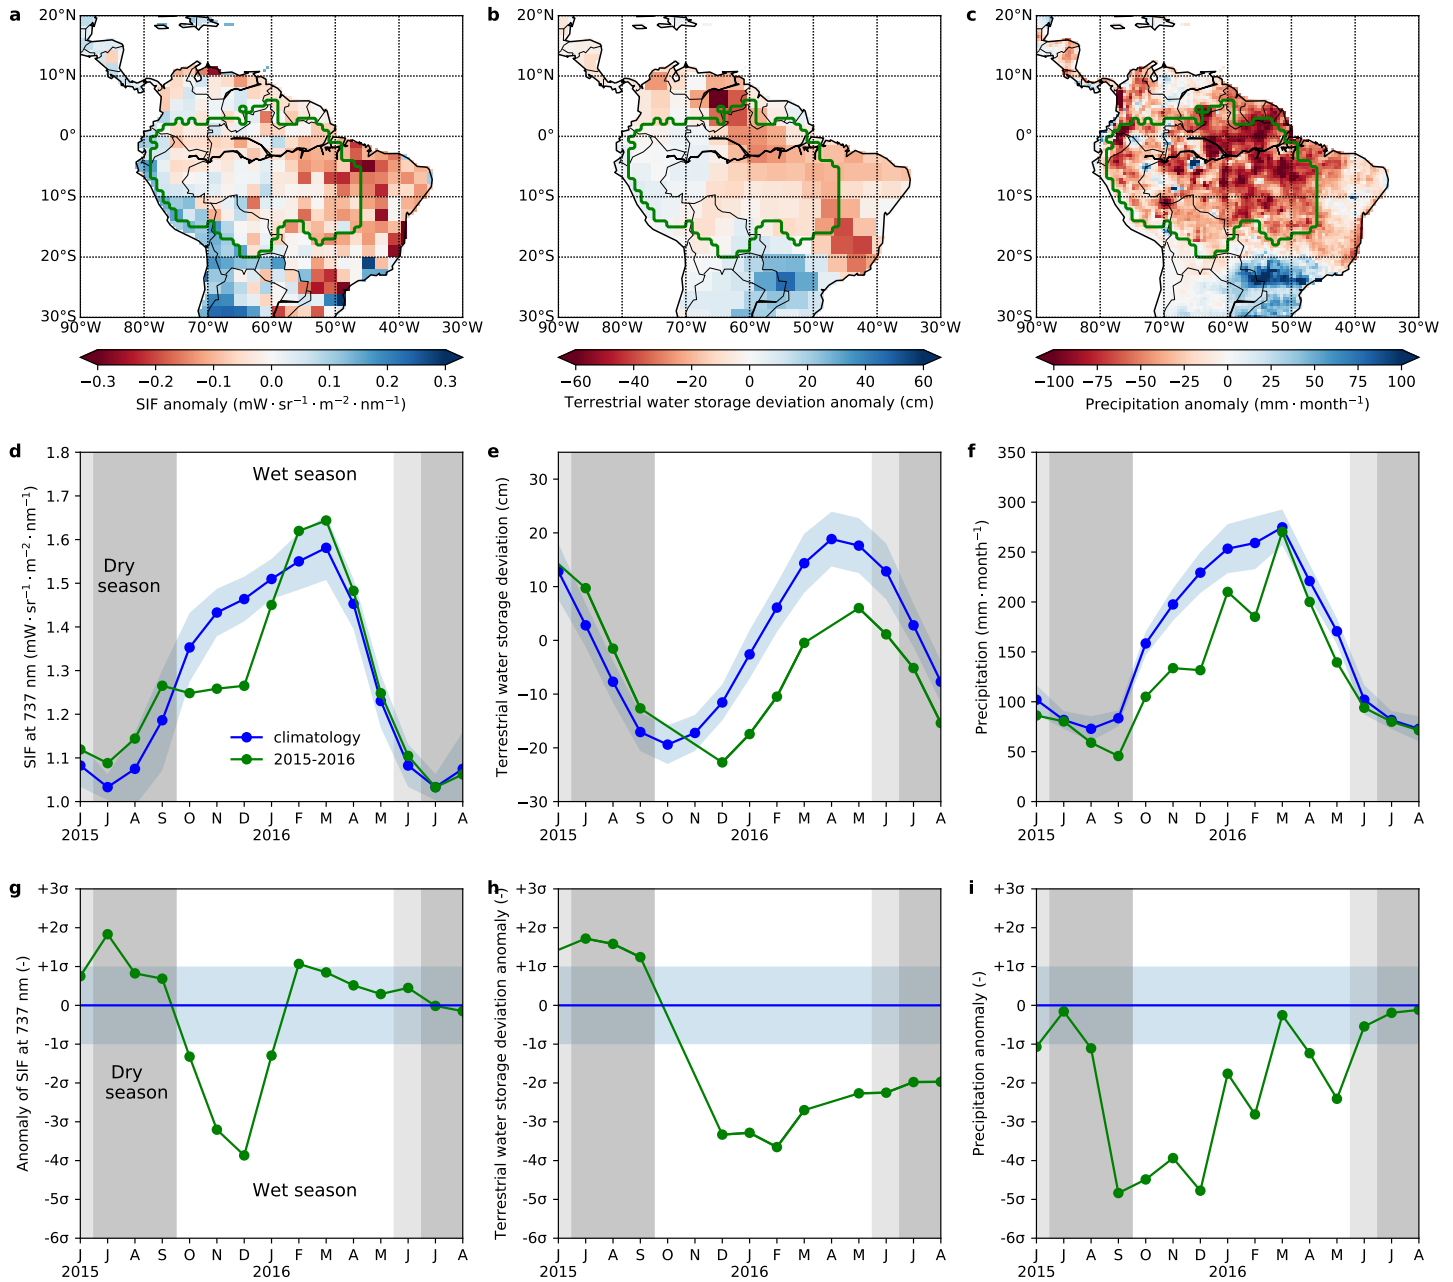 a
20°N
10°N
0°
10°S
20°S
30°S
90°W 80°W 70°W 60°W 50°W 40°W 30°W
−0.3 −0.2 −0.1 0.0 0.1 0.2 0.3
SIF anomaly (mW · sr⁻¹ · m⁻² · nm⁻¹)
b
20°N
10°N
0°
10°S
20°S
30°S
90°W 80°W 70°W 60°W 50°W 40°W 30°W
−60 −40 −20 0 20 40 60
Terrestrial water storage deviation anomaly (cm)
c
20°N
10°N
0°
10°S
20°S
30°S
90°W 80°W 70°W 60°W 50°W 40°W 30°W
−100 −75 −50 −25 0 25 50 75 100
Precipitation anomaly (mm · month⁻¹)
d
SIF at 737 nm (mW · sr⁻¹ · m⁻² · nm⁻¹)
1.8
1.7
1.6
1.5
1.4
1.3
1.2
1.1
1.0
Wet season
Dry
season
climatology
2015-2016
J J A S O N D J F M A M J J A
2015 2016
e
Terrestrial water storage deviation (cm)
30
20
10
0
−10
−20
−30
J J A S O N D J F M A M J J A
2015 2016
f
Precipitation (mm · month⁻¹)
350
300
250
200
150
100
50
0
J J A S O N D J F M A M J J A
2015 2016
g
Anomaly of SIF at 737 nm (-)
+3σ
+2σ
+1σ
0
-1σ
-2σ
-3σ
-4σ
-5σ
-6σ
Dry
season
Wet season
J J A S O N D J F M A M J J A
2015 2016
h
Terrestrial water storage deviation anomaly (-)
+3σ
+2σ
+1σ
0
-1σ
-2σ
-3σ
-4σ
-5σ
-6σ
J J A S O N D J F M A M J J A
2015 2016
i
Precipitation anomaly (-)
+3σ
+2σ
+1σ
0
-1σ
-2σ
-3σ
-4σ
-5σ
-6σ
J J A S O N D J F M A M J J A
2015 2016